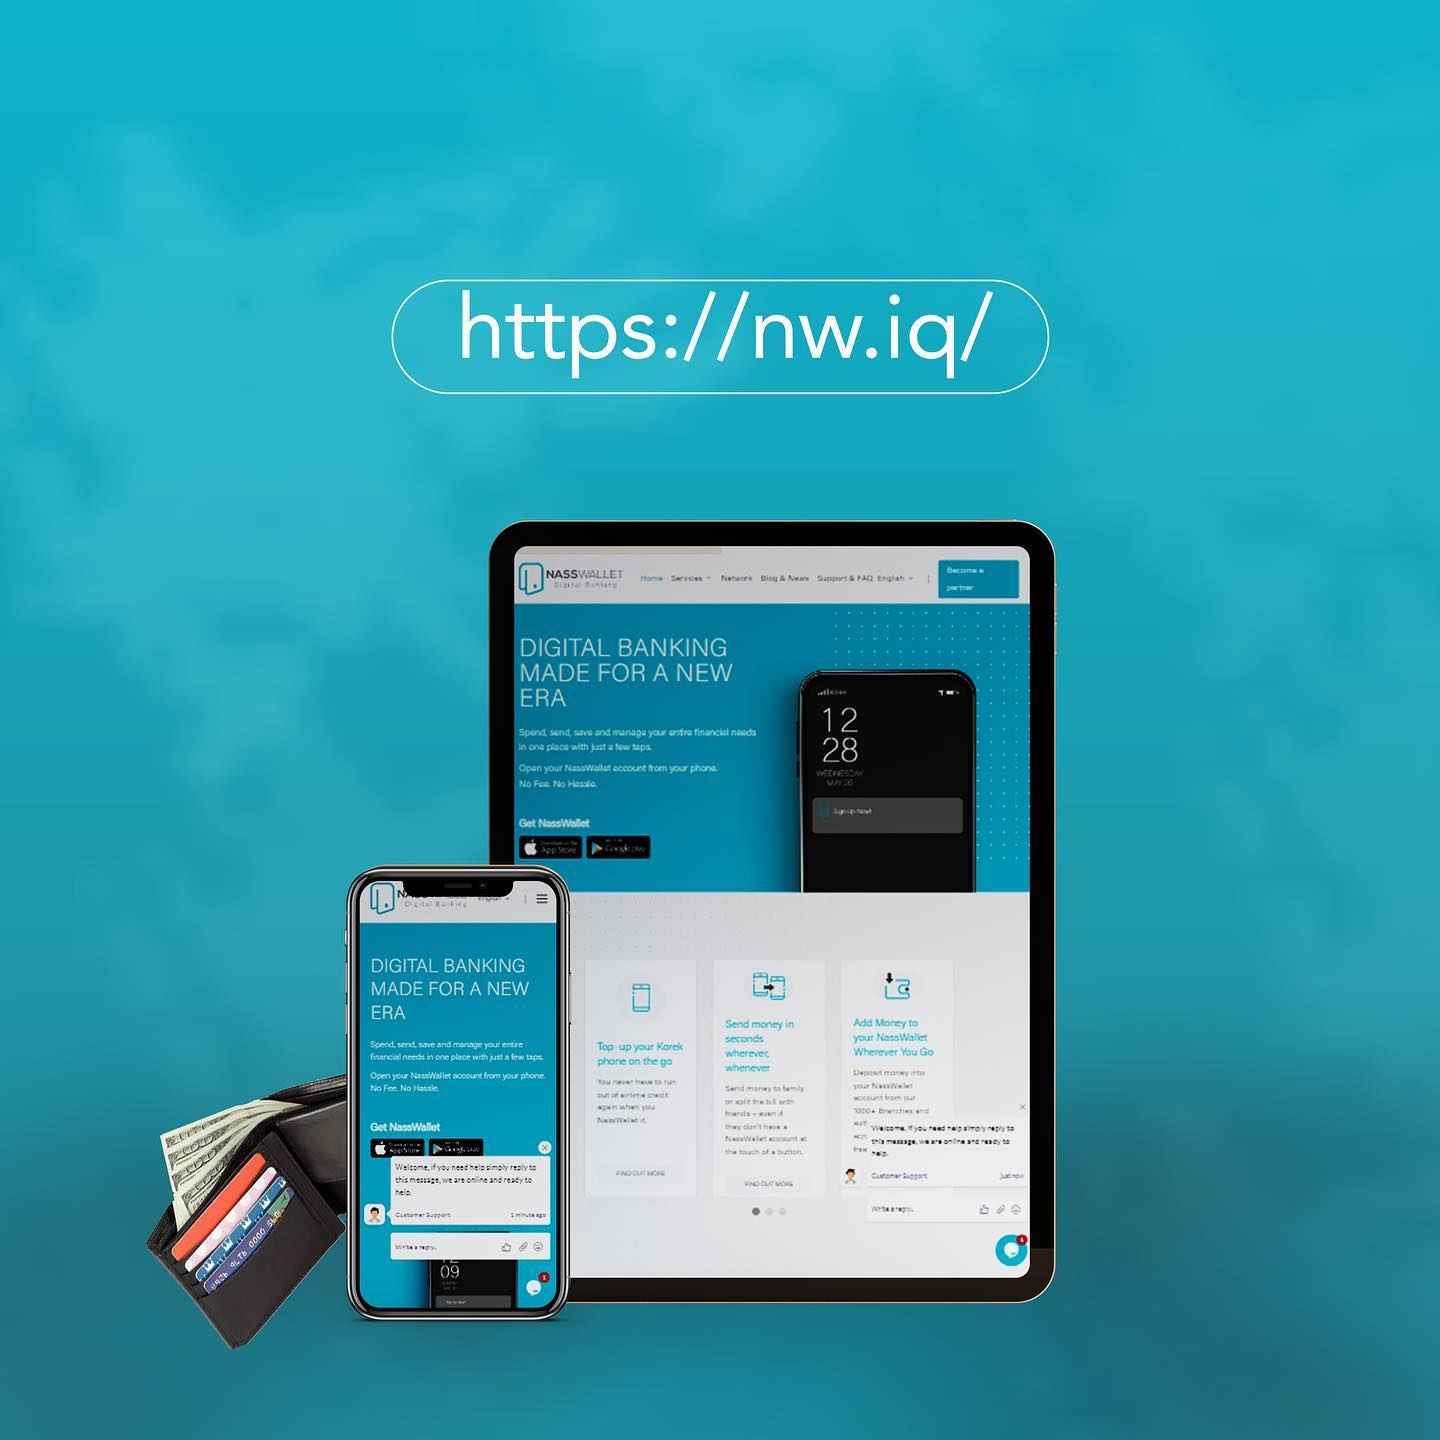 https://nw.iq/
NASSWALLET
Digital Banking
Home Services Network Blog & News Support & FAQ English
Become a
partner
DIGITAL BANKING
MADE FOR A NEW
ERA
Spend, send, save and manage your entire financial needs
in one place with just a few taps.
Open your NassWallet account from your phone.
No Fee. No Hassle.
Get NassWallet
App Store
Google play
12
28
WEDNESDAY
Sign Up Now!
Top-up your Korek
phone on the go
You never have to run
out of airtime credit
again when you
NassWallet it.
FIND OUT MORE
Send money in
seconds
wherever,
whenever
Send money to family
or split the bill with
friends – even if
they don't have a
NassWallet account at
the touch of a button.
FIND OUT MORE
Add Money to
your NassWallet
Wherever You Go
Deposit money into
your NassWallet
account from our
1000+ Branches and
Welcome, if you need help simply reply to
this message, we are online and ready to
help.
Customer Support Just now
Write a reply..
Digital Banking
English
DIGITAL BANKING
MADE FOR A NEW
ERA
Spend, send, save and manage your entire
financial needs in one place with just a few taps.
Open your NassWallet account from your phone.
No Fee. No Hassle.
Get NassWallet
App Store
Google play
Welcome, if you need help simply reply to
this message, we are online and ready to
help.
Customer Support 1 minute ago
Write a reply..
12
09
1